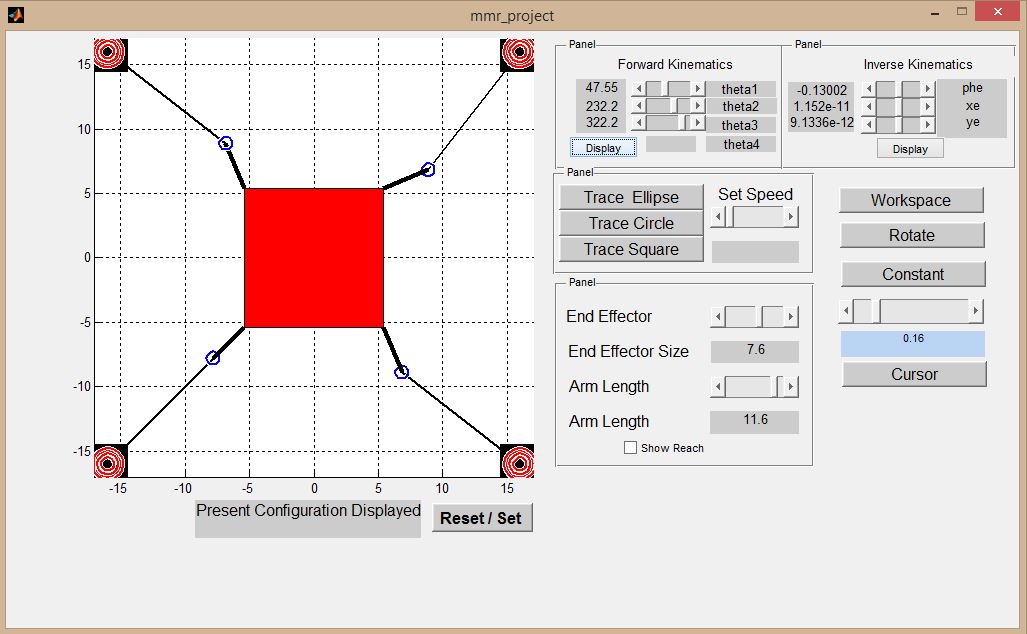 mmr_project
15
10
5
0
-5
-10
-15
-15 -10 -5 0 5 10 15
Present Configuration Displayed
Reset / Set
Panel
Forward Kinematics
47.55 theta1
232.2 theta2
322.2 theta3
Display theta4
Panel
Inverse Kinematics
-0.13002 phe
1.152e-11 xe
9.1336e-12 ye
Display
Panel
Trace Ellipse
Trace Circle
Trace Square
Set Speed
Panel
End Effector
End Effector Size 7.6
Arm Length
Arm Length 11.6
Show Reach
Workspace
Rotate
Constant
0.16
Cursor